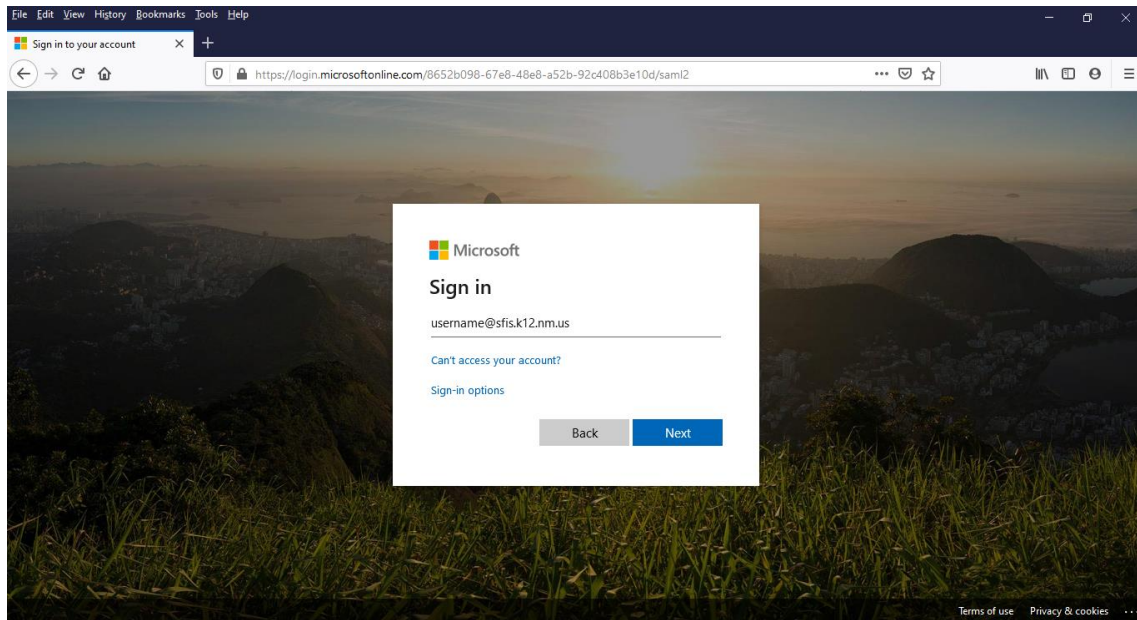 File Edit View History Bookmarks Tools Help
Sign in to your account
https://login.microsoftonline.com/8652b098-67e8-48e8-a52b-92c408b3e10d/saml2
Microsoft
Sign in
username@sfis.k12.nm.us
Can't access your account?
Sign-in options
Back Next
Terms of use Privacy & cookies ...